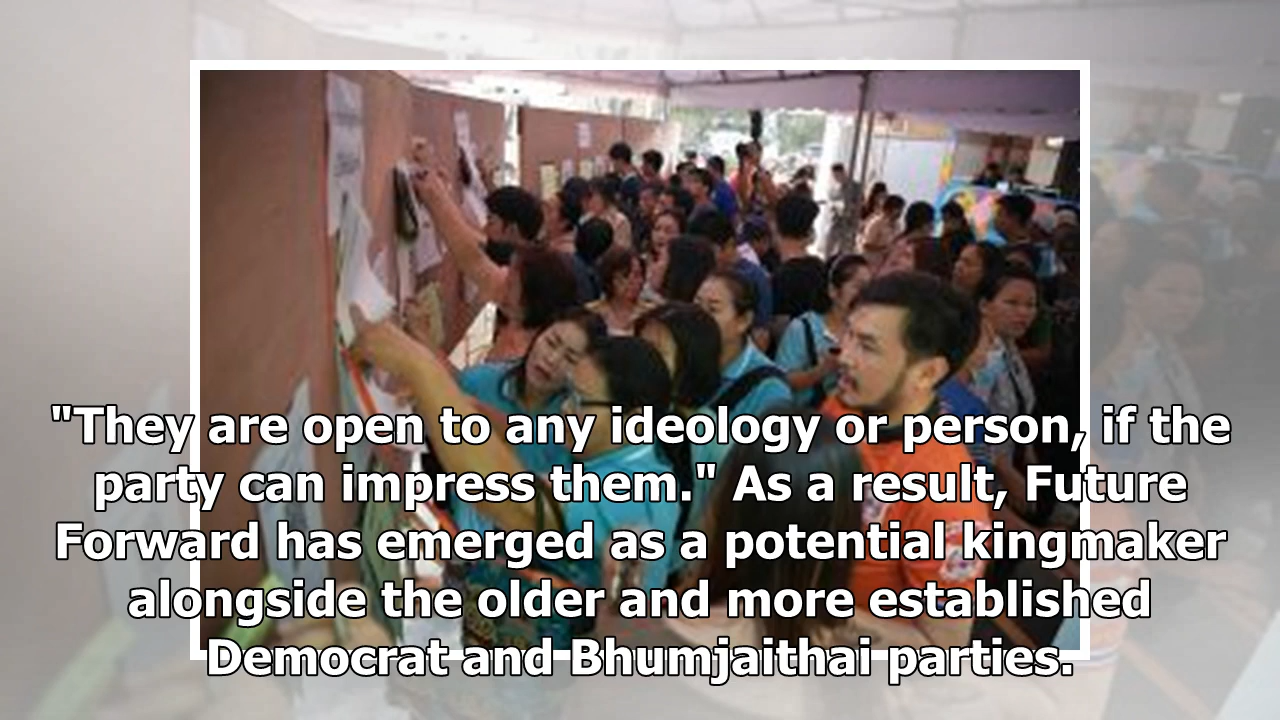 "They are open to any ideology or person, if the
party can impress them." As a result, Future
Forward has emerged as a potential kingmaker
alongside the older and more established
Democrat and Bhumjaithai parties.